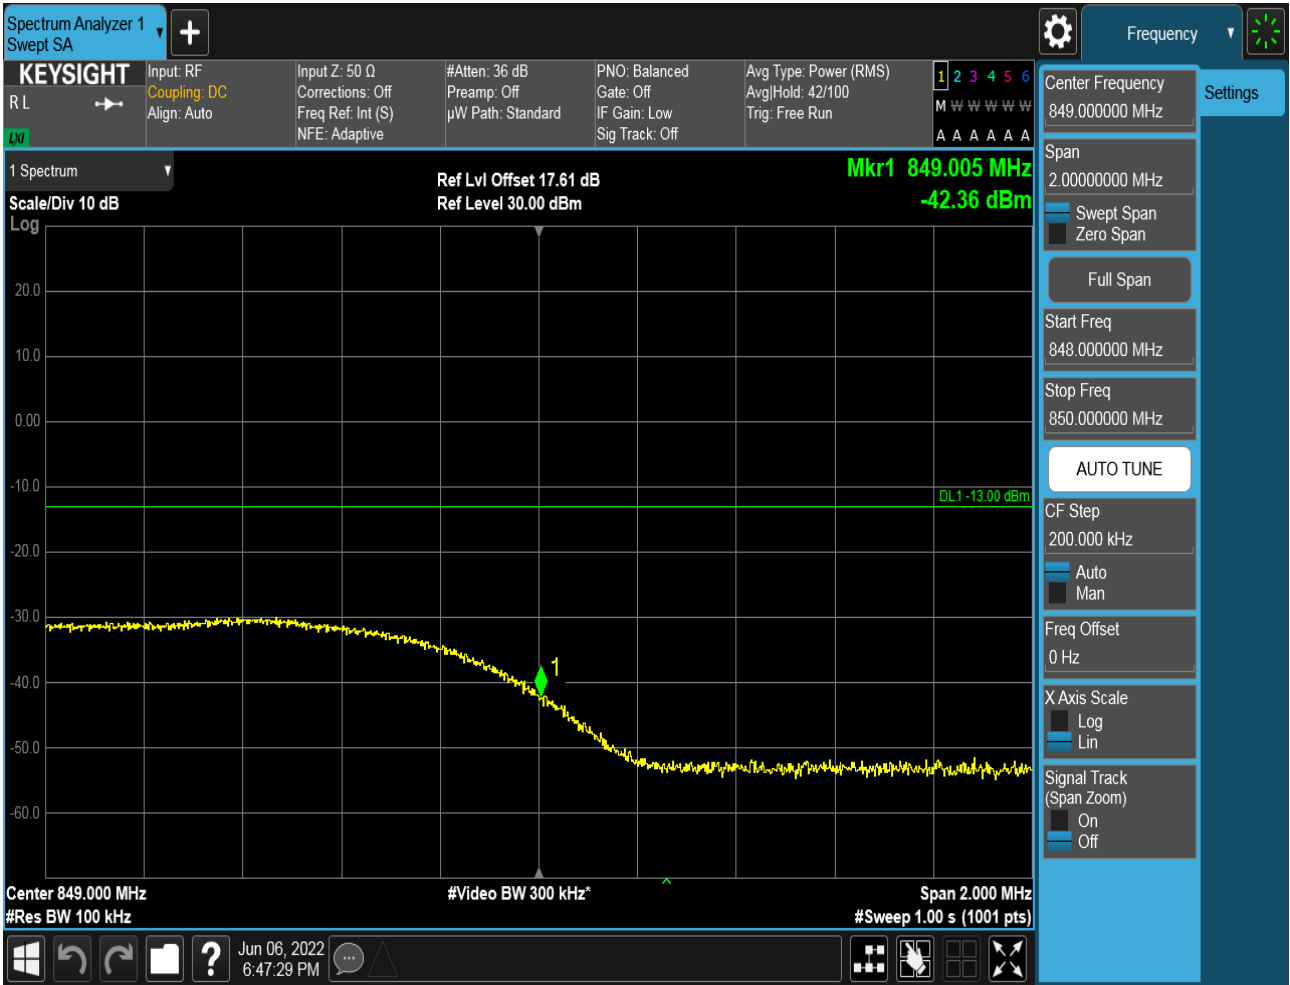 Spectrum Analyzer 1
Swept SA
Frequency
KEYSIGHT
R L
LXI
Input: RF
Coupling: DC
Align: Auto
Input Z: 50 Ω
Corrections: Off
Freq Ref: Int (S)
NFE: Adaptive
#Atten: 36 dB
Preamp: Off
µW Path: Standard
PNO: Balanced
Gate: Off
IF Gain: Low
Sig Track: Off
Avg Type: Power (RMS)
Avg|Hold: 42/100
Trig: Free Run
1 2 3 4 5 6
M W W W W W
A A A A A A
1 Spectrum
Scale/Div 10 dB
Log
Ref Lvl Offset 17.61 dB
Ref Level 30.00 dBm
Mkr1 849.005 MHz
-42.36 dBm
20.0
10.0
0.00
-10.0
-20.0
-30.0
-40.0
-50.0
-60.0
DL1 -13.00 dBm
1
Center 849.000 MHz
#Res BW 100 kHz
#Video BW 300 kHz*
Span 2.000 MHz
#Sweep 1.00 s (1001 pts)
Center Frequency
849.000000 MHz
Settings
Span
2.00000000 MHz
Swept Span
Zero Span
Full Span
Start Freq
848.000000 MHz
Stop Freq
850.000000 MHz
AUTO TUNE
CF Step
200.000 kHz
Auto
Man
Freq Offset
0 Hz
X Axis Scale
Log
Lin
Signal Track
(Span Zoom)
On
Off
?
Jun 06, 2022
6:47:29 PM